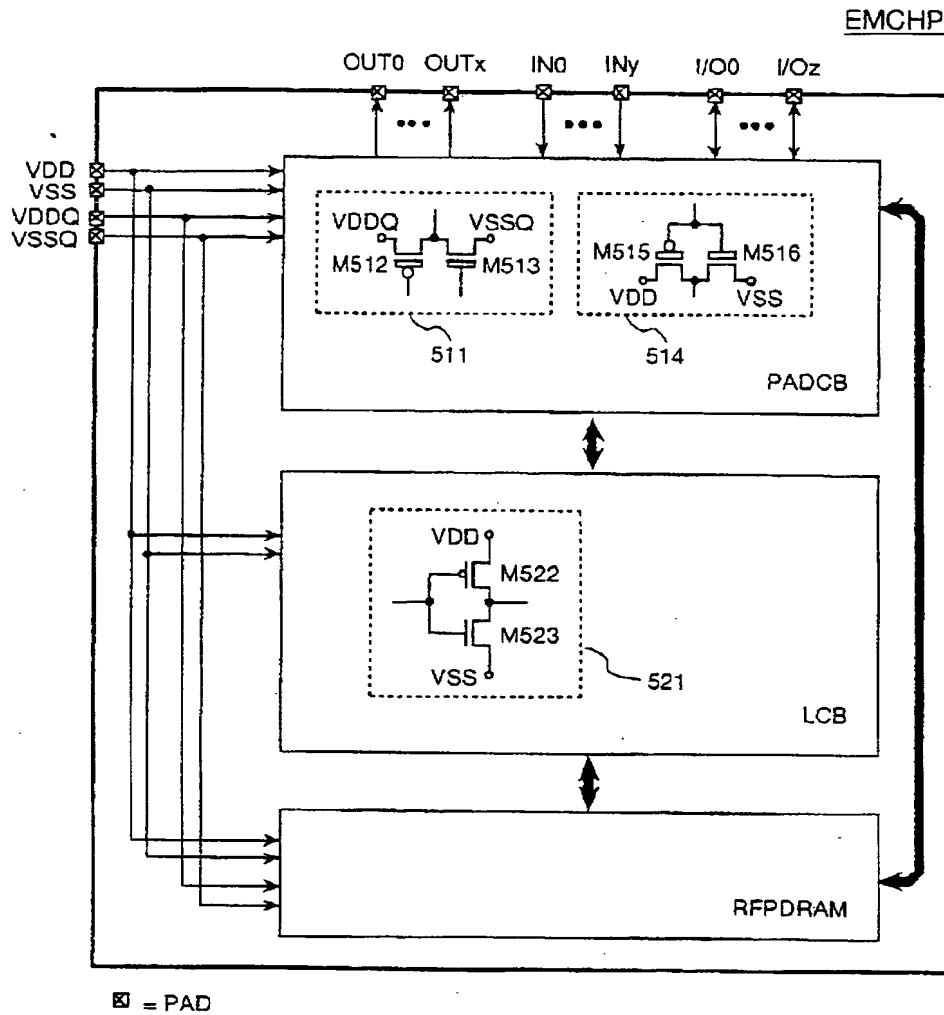 EMCHP
OUT0 OUTx IN0 INy I/O0 I/Oz
VDD
VSS
VDDQ
VSSQ
VDDQ VSSQ
M512 M513
511
M515 M516
VDD VSS
514
PADCB
VDD
M522
M523
VSS
521
LCB
RFPDRAM
= PAD